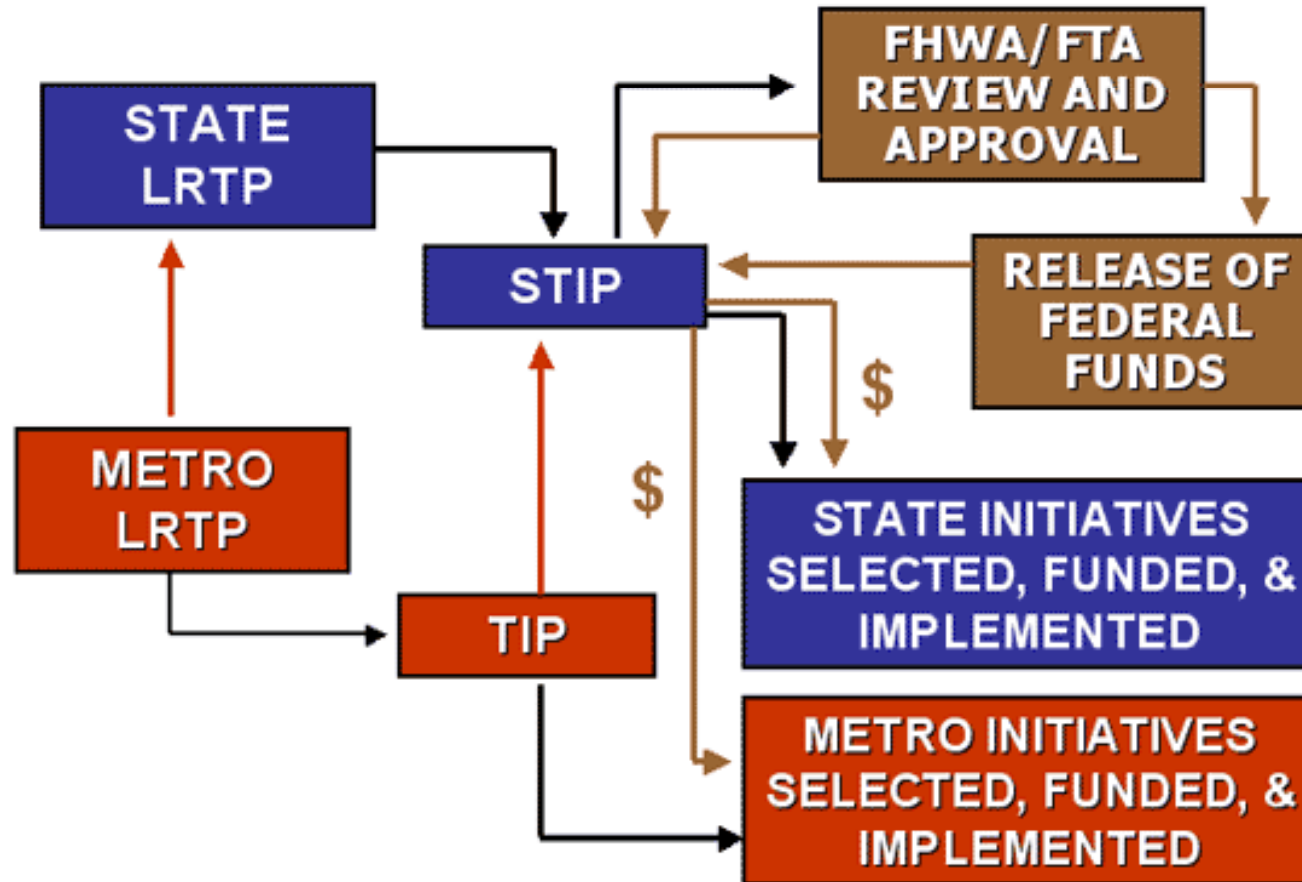 FHWA/FTA
REVIEW AND
APPROVAL
STATE
LRTP
STIP
RELEASE OF
FEDERAL
FUNDS
$
$
METRO
LRTP
STATE INITIATIVES
SELECTED, FUNDED, &
IMPLEMENTED
TIP
METRO INITIATIVES
SELECTED, FUNDED, &
IMPLEMENTED